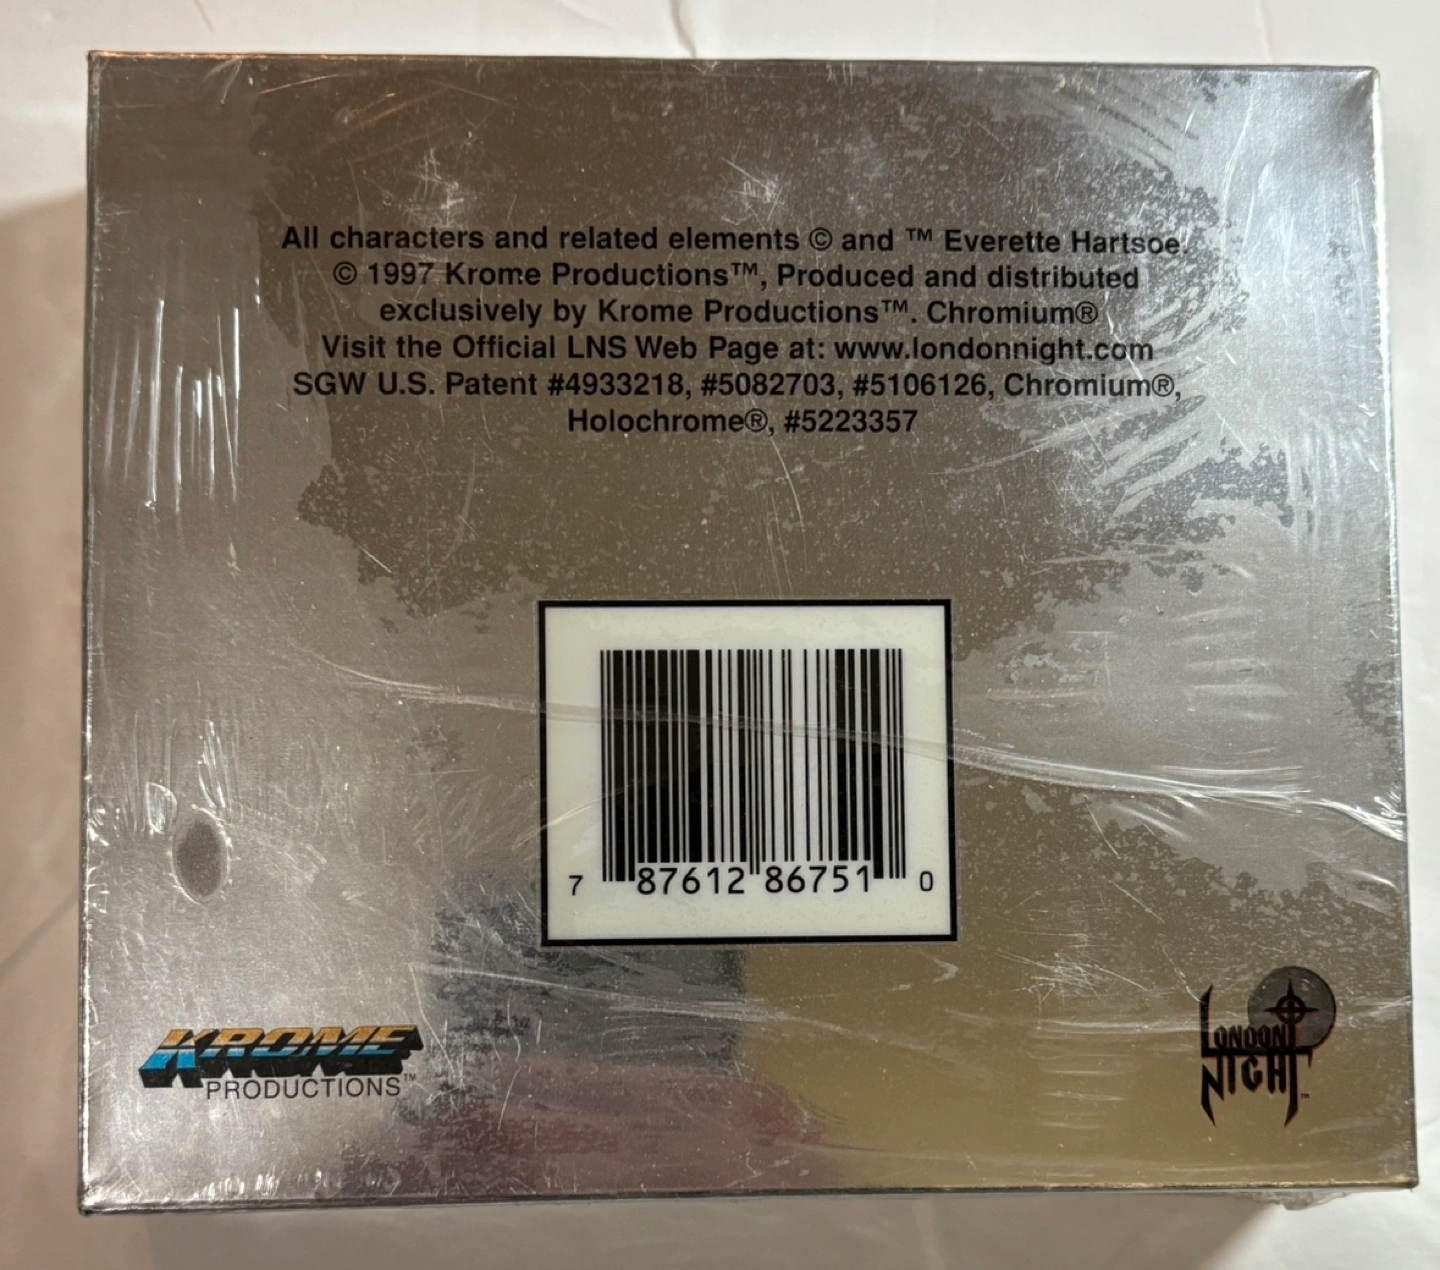 All characters and related elements © and ™ Everette Hartsoe.
© 1997 Krome Productions™, Produced and distributed
exclusively by Krome Productions™. Chromium®
Visit the Official LNS Web Page at: www.londonnight.com
SGW U.S. Patent #4933218, #5082703, #5106126, Chromium®,
Holochrome®, #5223357
7 87612 86751 0
KROME
PRODUCTIONS™
LONDON
NIGHT™